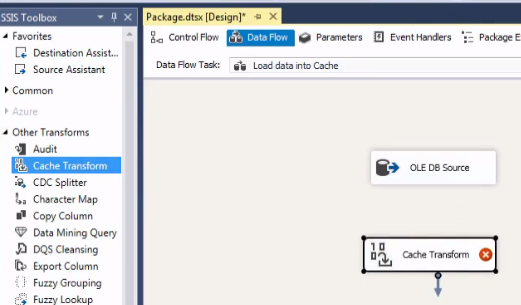 SSIS Toolbox
Package.dtsx [Design]*
Favorites
Destination Assist...
Source Assistant
Common
Azure
Other Transforms
Audit
Cache Transform
CDC Splitter
Character Map
Copy Column
Data Mining Query
DQS Cleansing
Export Column
Fuzzy Grouping
Fuzzy Lookup
Control Flow
Data Flow
Parameters
Event Handlers
Package E
Data Flow Task:
Load data into Cache
OLE DB Source
Cache Transform